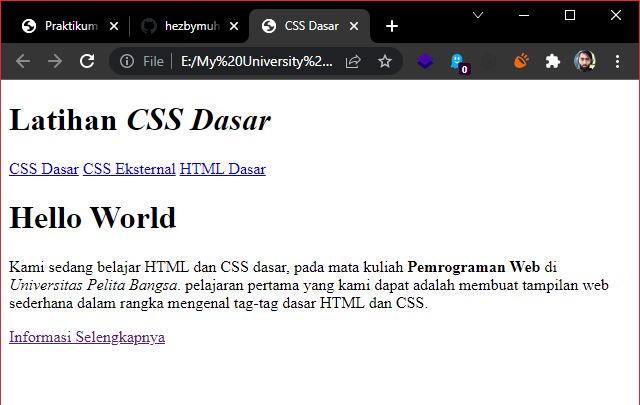 Praktikum
hezbymuh
CSS Dasar
File
E:/My%20University%2...
0
Latihan CSS Dasar
CSS Dasar CSS Eksternal HTML Dasar
Hello World
Kami sedang belajar HTML dan CSS dasar, pada mata kuliah Pemrograman Web di
Universitas Pelita Bangsa. pelajaran pertama yang kami dapat adalah membuat tampilan web
sederhana dalam rangka mengenal tag-tag dasar HTML dan CSS.
Informasi Selengkapnya